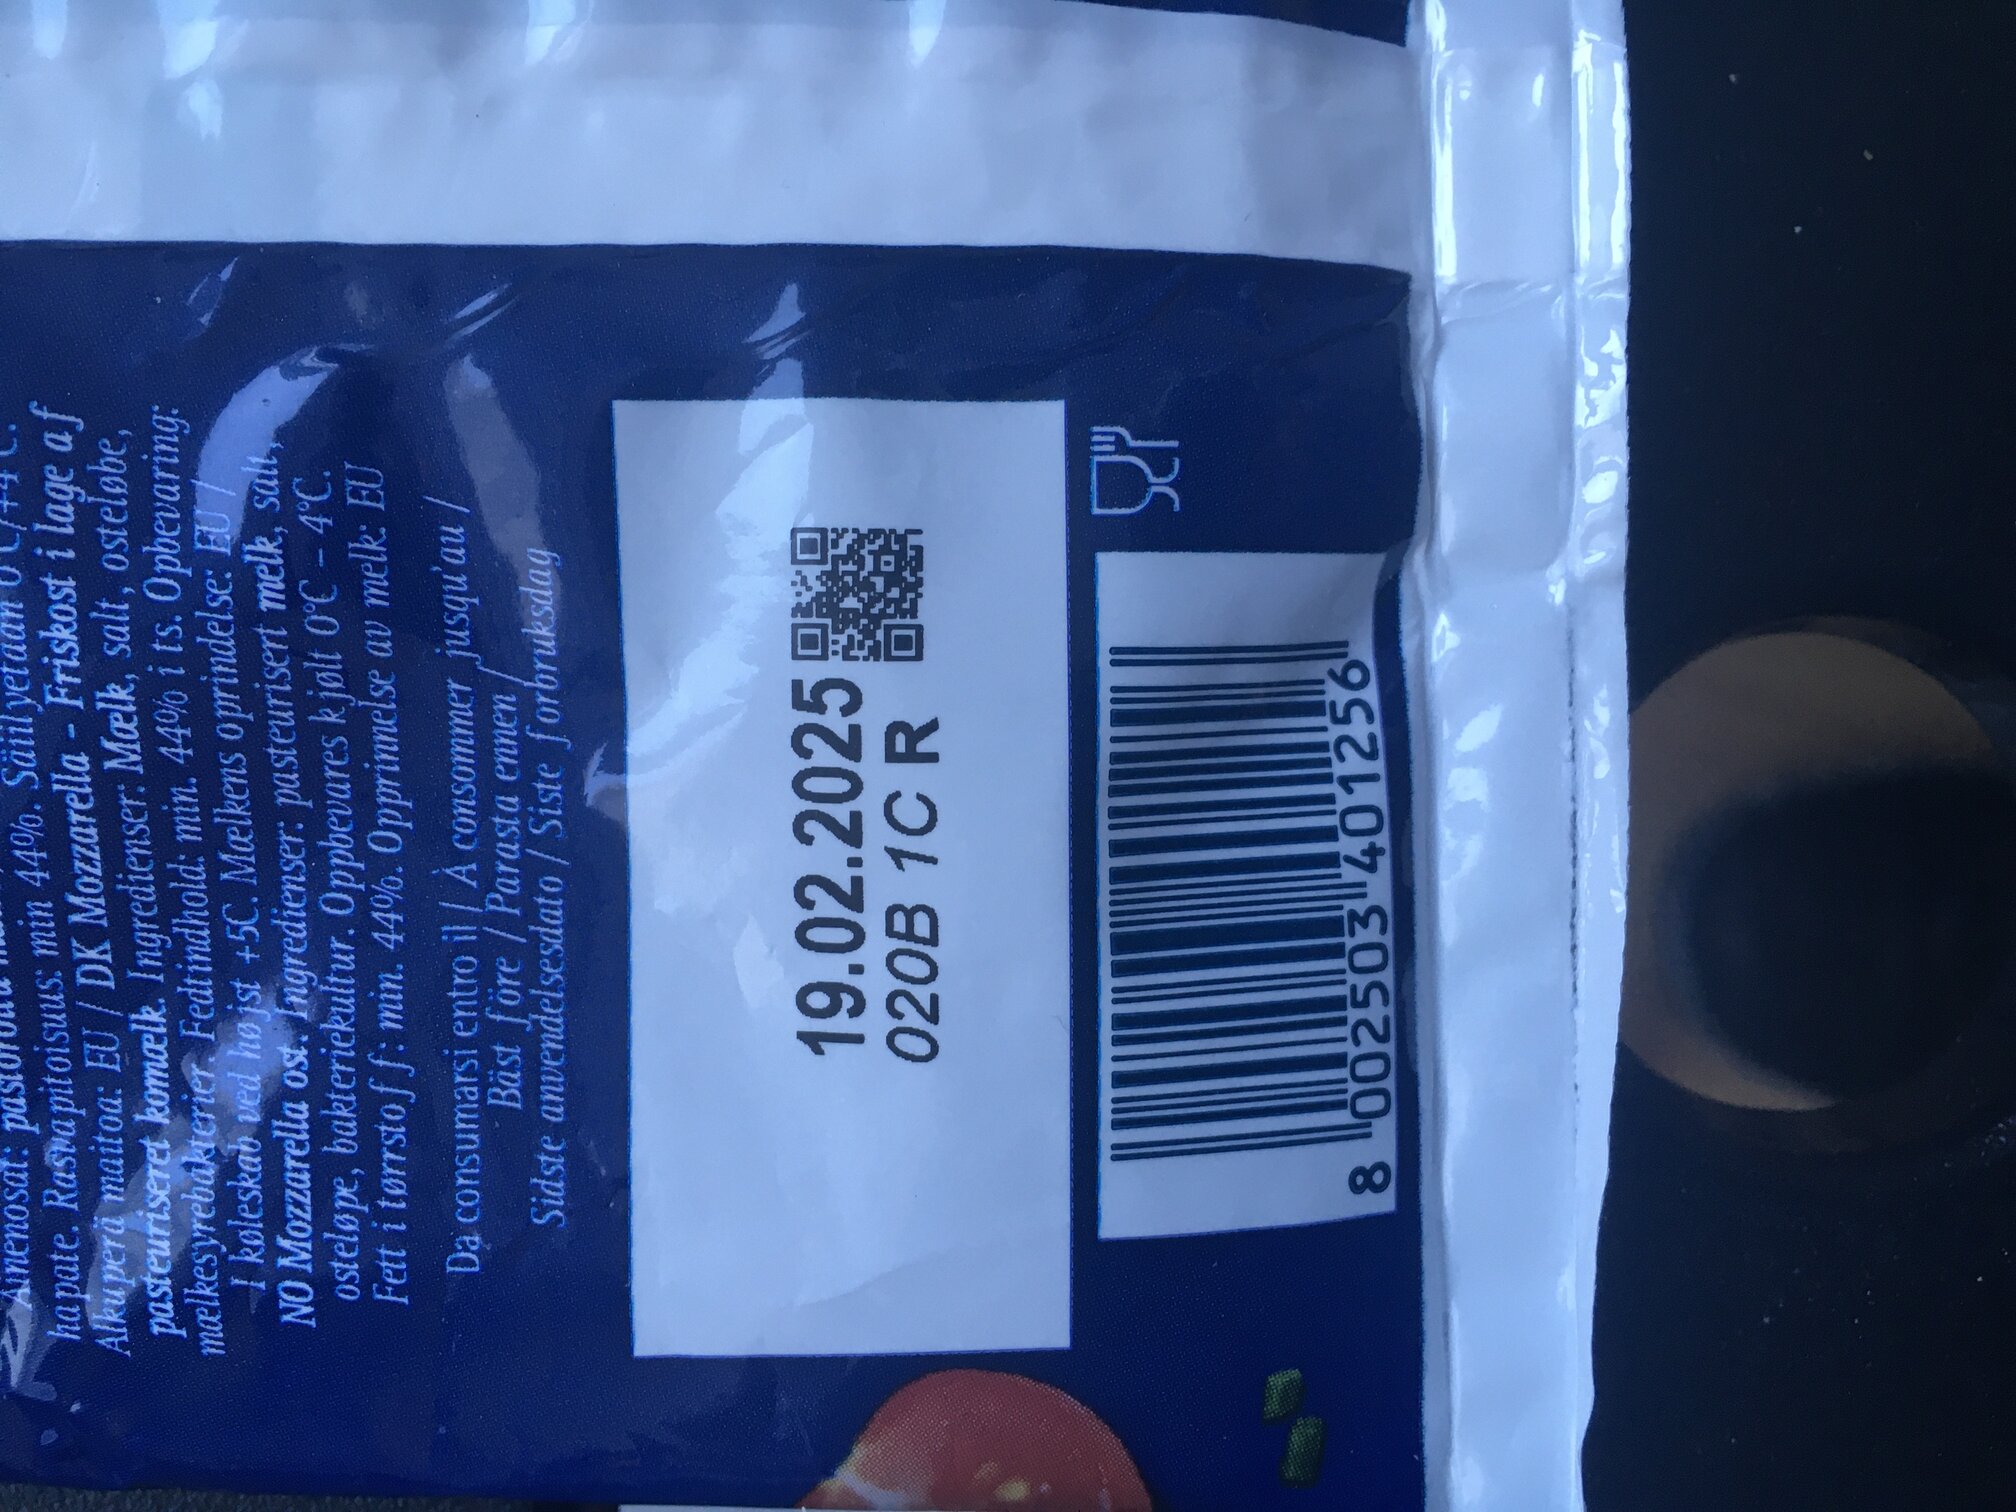 Ainenosat: pastöroitu
hapate. Rasvapitoisuus: min 44%. Säilyetään 0°C/+4°C.
Alkuperä maitoa: EU / DK Mozzarella - Friskost i lage af
pasteuriseret komælk. Ingredienser: Mælk, salt, osteløbe,
mælkesyrebakterier. Fedtindhold: min. 44% i ts. Opbevaring:
I køleskab ved højst +5C. Mælkens oprindelse: EU /
NO Mozzarella ost. Ingredienser: pasteurisert melk, salt,
osteløpe, bakteriekultur. Oppbevares kjølt 0°C – 4°C.
Fett i tørrstoff: min. 44%. Opprinnelse av melk: EU
Da consumarsi entro il / À consommer jusqu'au /
Bäst före / Parasta ennen /
Sidste anvendelsesdato / Siste forbruksdag
19.02.2025
020B 1C R
8 002503 401256